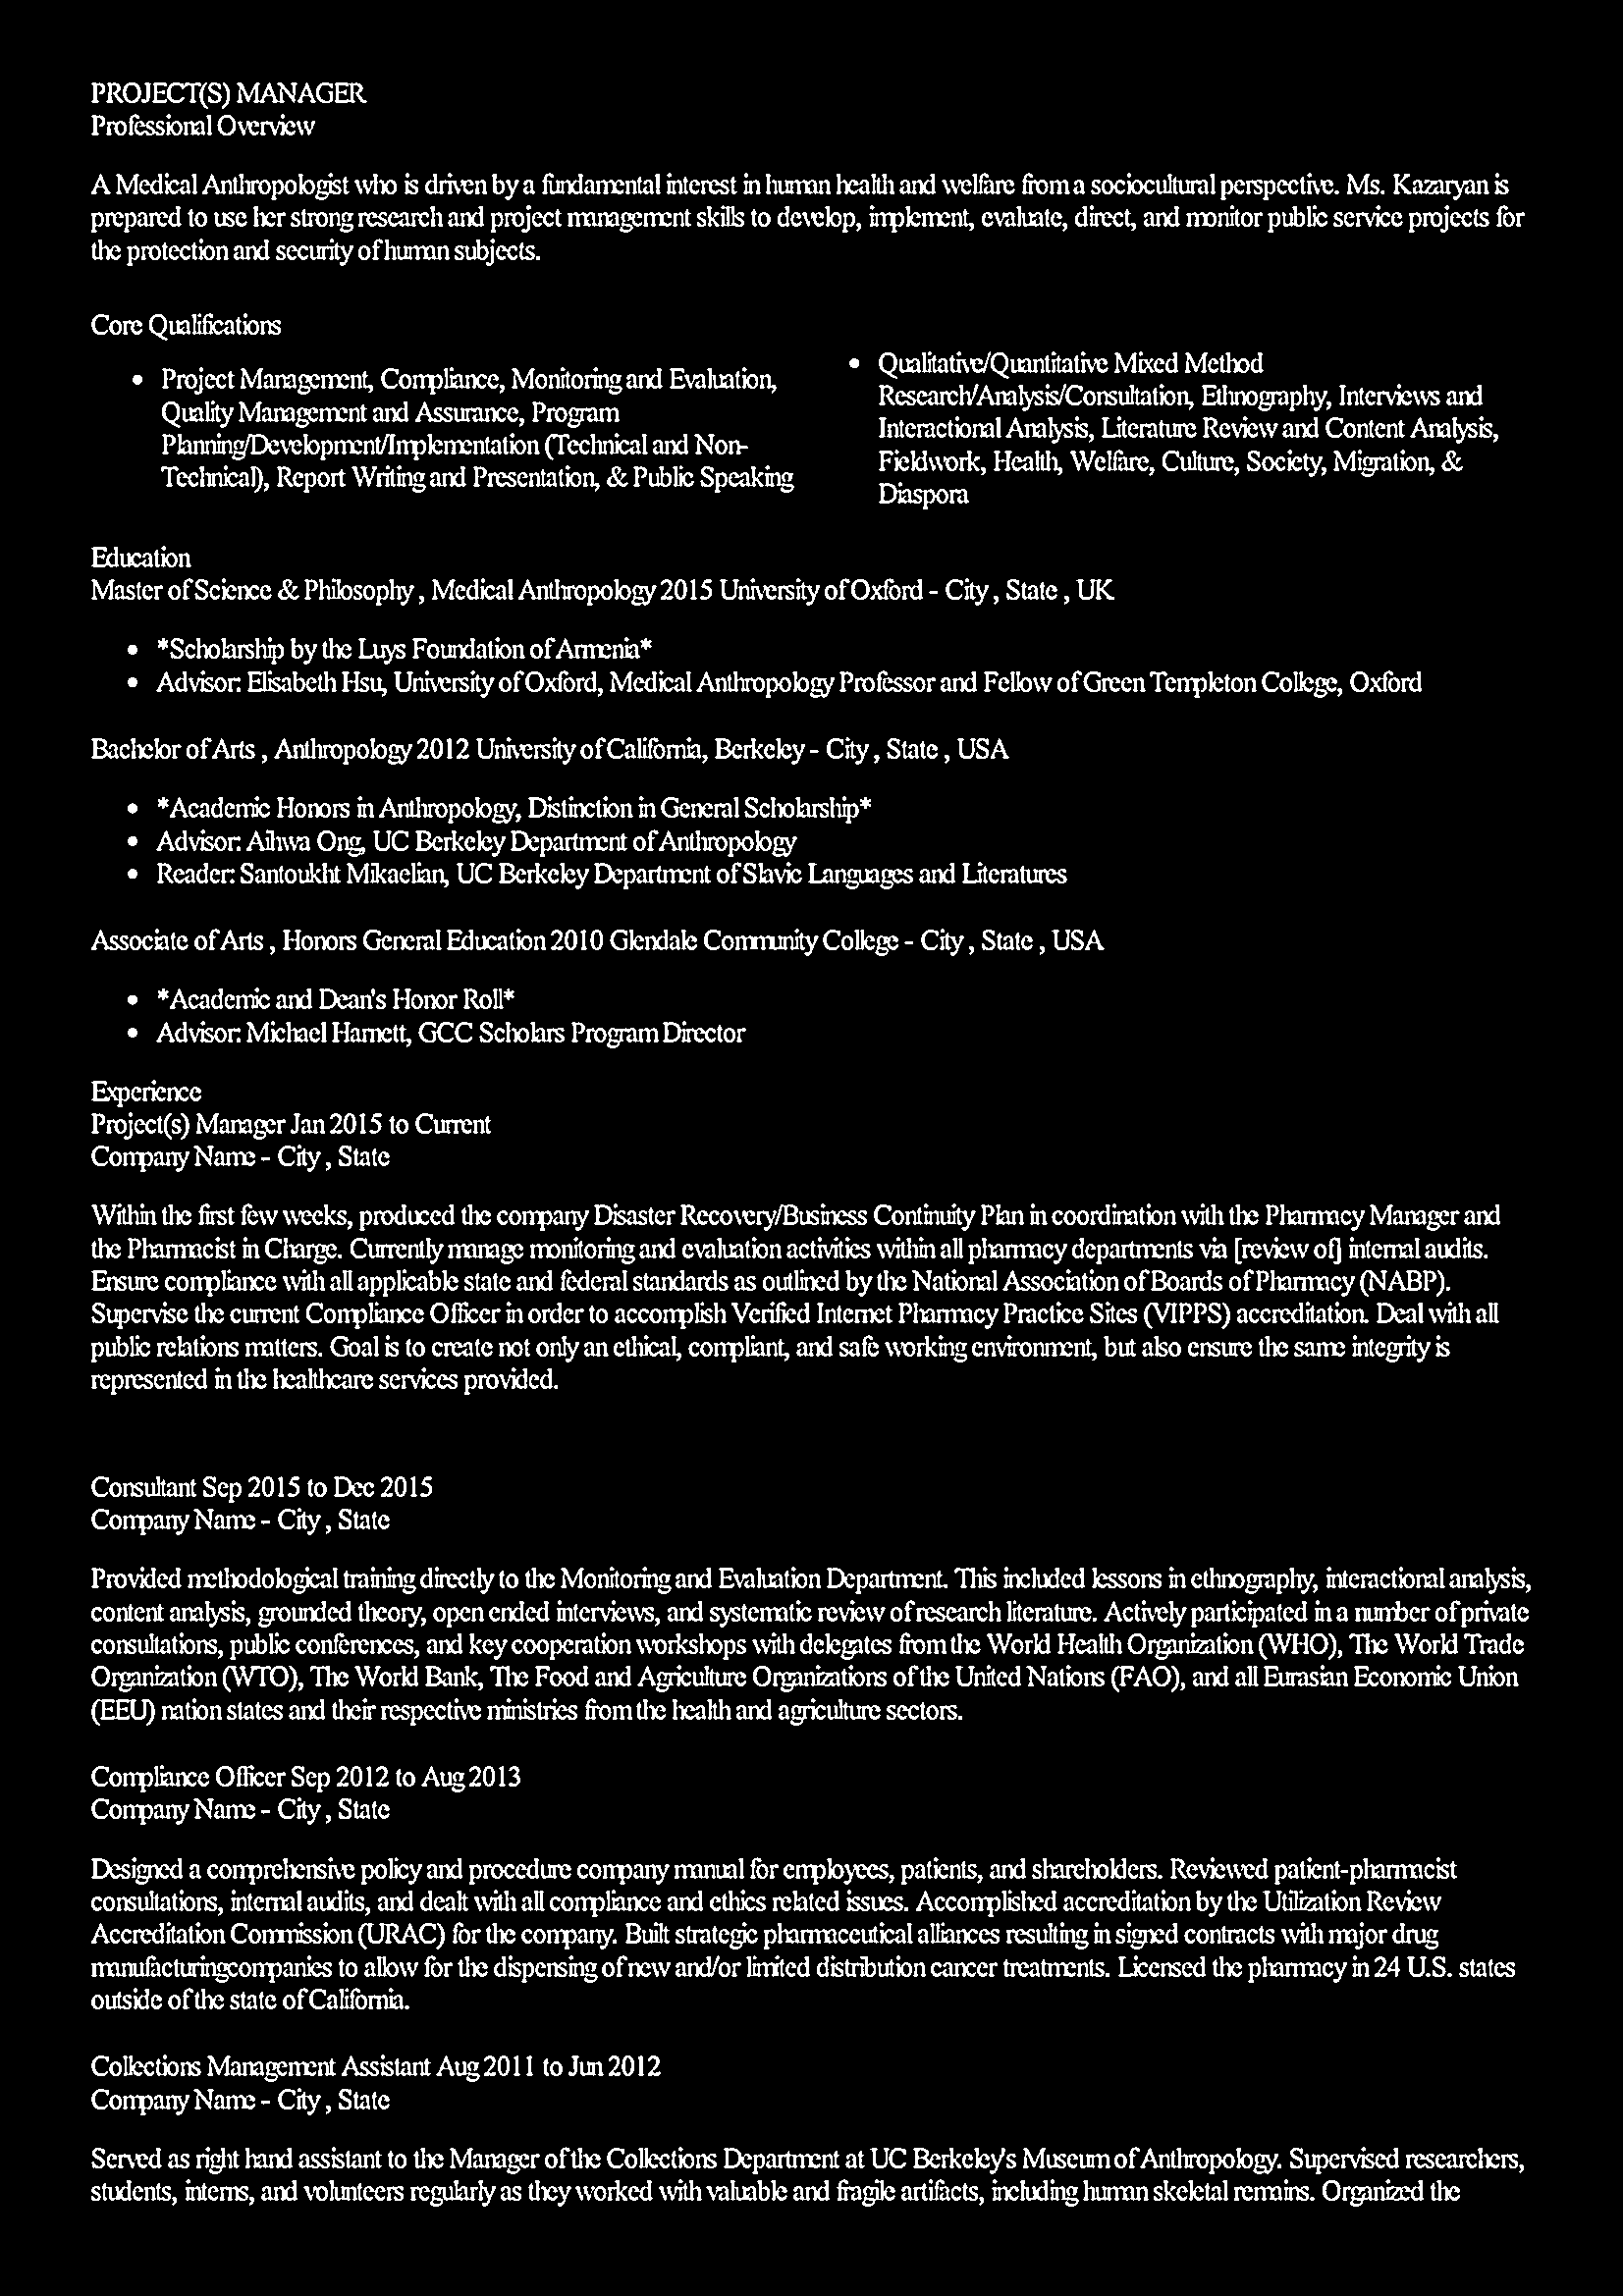 PROJECT(S) MANAGER
Professional Overview
A Medical Anthropologist who is driven by a fundamental interest in human health and welfare from a sociocultural perspective. Ms. Kazaryan is
prepared to use her strong research and project management skills to develop, implement, evaluate, direct, and monitor public service projects for
the protection and security of human subjects.
Core Qualifications
• Project Management, Compliance, Monitoring and Evaluation,
Quality Management and Assurance, Program
Planning/Development/Implementation (Technical and Non-
Technical), Report Writing and Presentation, & Public Speaking
• Qualitative/Quantitative Mixed Method
Research/Analysis/Consultation, Ethnography, Interviews and
Interactional Analysis, Literature Review and Content Analysis,
Fieldwork, Health, Welfare, Culture, Society, Migration, &
Diaspora
Education
Master of Science & Philosophy , Medical Anthropology 2015 University of Oxford - City , State , UK
• *Scholarship by the Luys Foundation of Armenia*
• Advisor: Elisabeth Hsu, University of Oxford, Medical Anthropology Professor and Fellow of Green Templeton College, Oxford
Bachelor of Arts , Anthropology 2012 University of California, Berkeley - City , State , USA
• *Academic Honors in Anthropology, Distinction in General Scholarship*
• Advisor: Aihwa Ong, UC Berkeley Department of Anthropology
• Reader: Santoukht Mikaelian, UC Berkeley Department of Slavic Languages and Literatures
Associate of Arts , Honors General Education 2010 Glendale Community College - City , State , USA
• *Academic and Dean's Honor Roll*
• Advisor: Michael Harnett, GCC Scholars Program Director
Experience
Project(s) Manager Jan 2015 to Current
Company Name - City , State
Within the first few weeks, produced the company Disaster Recovery/Business Continuity Plan in coordination with the Pharmacy Manager and
the Pharmacist in Charge. Currently manage monitoring and evaluation activities within all pharmacy departments via [review of] internal audits.
Ensure compliance with all applicable state and federal standards as outlined by the National Association of Boards of Pharmacy (NABP).
Supervise the current Compliance Officer in order to accomplish Verified Internet Pharmacy Practice Sites (VIPPS) accreditation. Deal with all
public relations matters. Goal is to create not only an ethical, compliant, and safe working environment, but also ensure the same integrity is
represented in the healthcare services provided.
Consultant Sep 2015 to Dec 2015
Company Name - City , State
Provided methodological training directly to the Monitoring and Evaluation Department. This included lessons in ethnography, interactional analysis,
content analysis, grounded theory, open ended interviews, and systematic review of research literature. Actively participated in a number of private
consultations, public conferences, and key cooperation workshops with delegates from the World Health Organization (WHO), The World Trade
Organization (WTO), The World Bank, The Food and Agriculture Organizations of the United Nations (FAO), and all Eurasian Economic Union
(EEU) nation states and their respective ministries from the health and agriculture sectors.
Compliance Officer Sep 2012 to Aug 2013
Company Name - City , State
Designed a comprehensive policy and procedure company manual for employees, patients, and shareholders. Reviewed patient-pharmacist
consultations, internal audits, and dealt with all compliance and ethics related issues. Accomplished accreditation by the Utilization Review
Accreditation Commission (URAC) for the company. Built strategic pharmaceutical alliances resulting in signed contracts with major drug
manufacturingcompanies to allow for the dispensing of new and/or limited distribution cancer treatments. Licensed the pharmacy in 24 U.S. states
outside of the state of California.
Collections Management Assistant Aug 2011 to Jun 2012
Company Name - City , State
Served as right hand assistant to the Manager of the Collections Department at UC Berkeley's Museum of Anthropology. Supervised researchers,
students, interns, and volunteers regularly as they worked with valuable and fragile artifacts, including human skeletal remains. Organized the